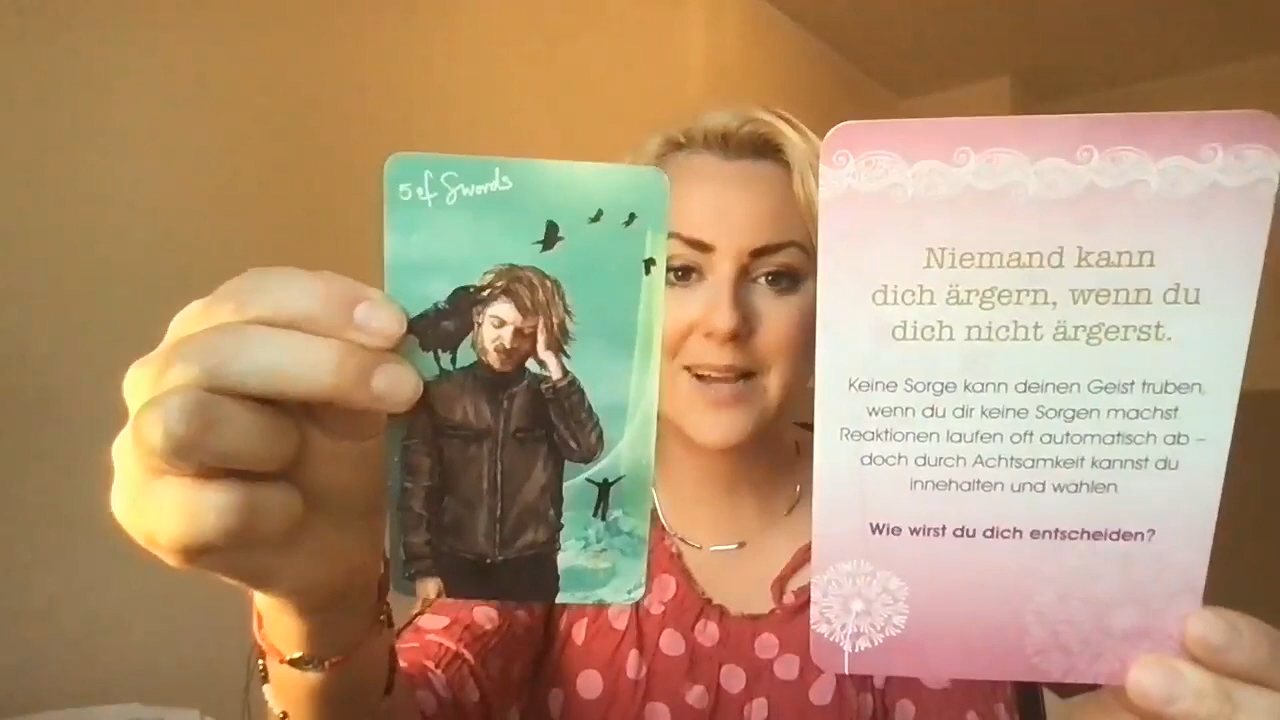 5 of Swords
Niemand kann
dich ärgern, wenn du
dich nicht ärgerst.
Keine Sorge kann deinen Geist trüben,
wenn du dir keine Sorgen machst.
Reaktionen laufen oft automatisch ab –
doch durch Achtsamkeit kannst du
innehalten und wählen.
Wie wirst du dich entscheiden?